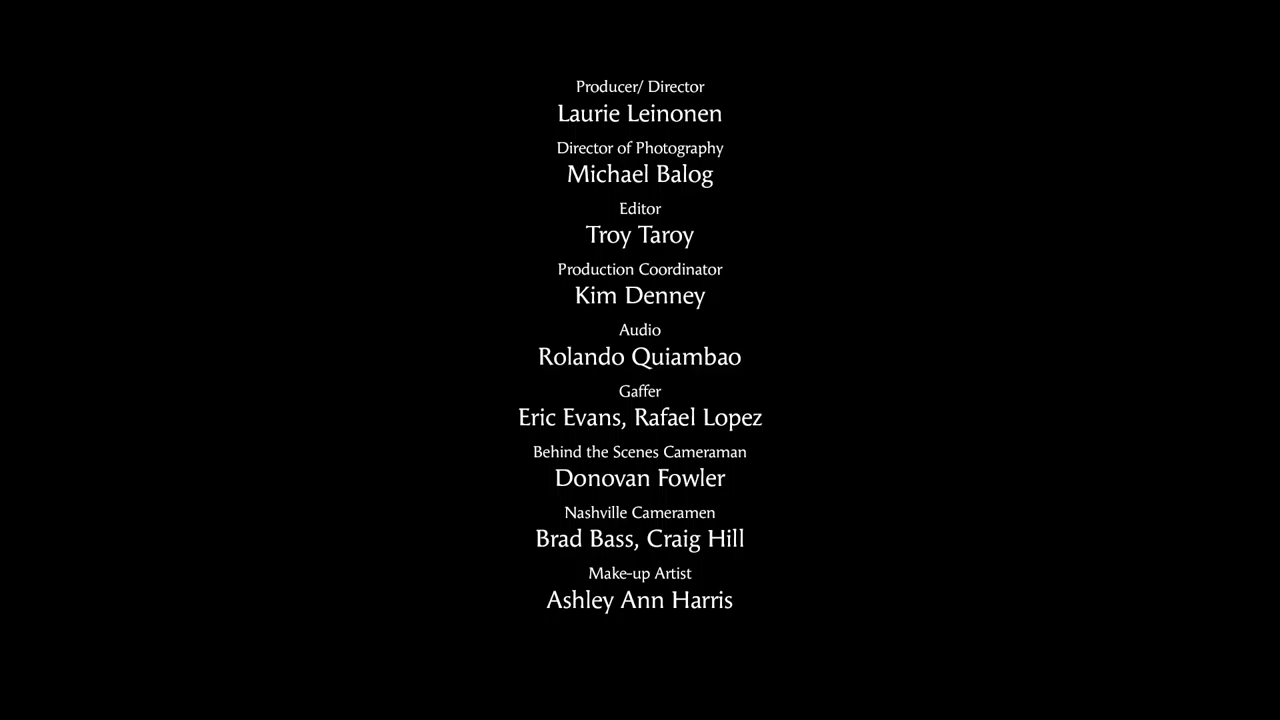 Producer/ Director
Laurie Leinonen
Director of Photography
Michael Balog
Editor
Troy Taroy
Production Coordinator
Kim Denney
Audio
Rolando Quiambao
Gaffer
Eric Evans, Rafael Lopez
Behind the Scenes Cameraman
Donovan Fowler
Nashville Cameramen
Brad Bass, Craig Hill
Make-up Artist
Ashley Ann Harris